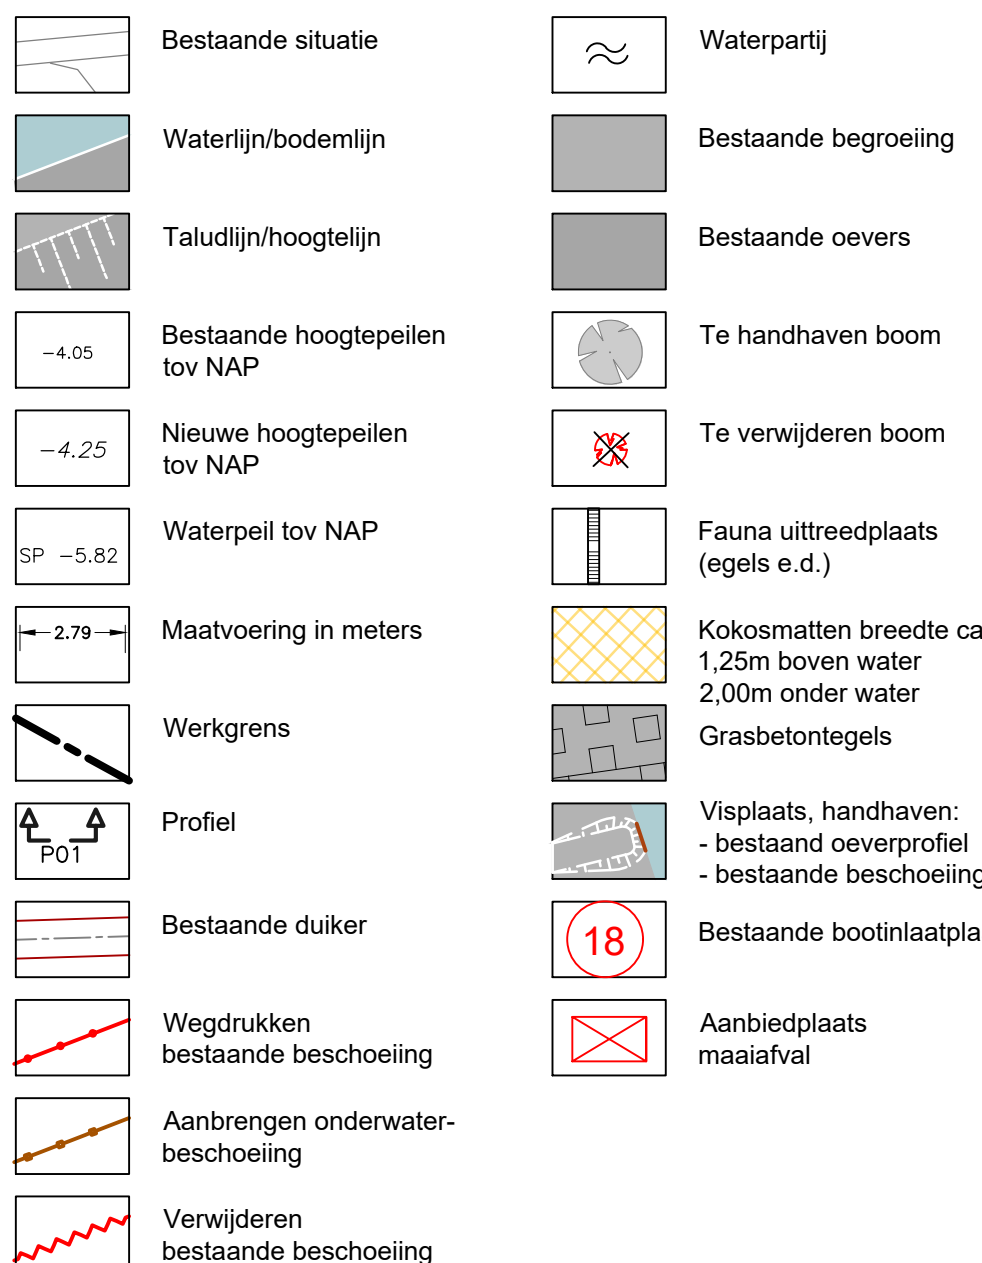 Bestaande situatie
Waterlijn/bodemlijn
Taludlijn/hoogtelijn
-4.05
Bestaande hoogtepeilen
tov NAP
-4.25
Nieuwe hoogtepeilen
tov NAP
SP -5.82
Waterpeil tov NAP
2.79
Maatvoering in meters
Werkgrens
P01
Profiel
Bestaande duiker
Wegdrukken
bestaande beschoeiing
Aanbrengen onderwater-
beschoeiing
Verwijderen
bestaande beschoeiing
Waterpartij
Bestaande begroeiing
Bestaande oevers
Te handhaven boom
Te verwijderen boom
Fauna uittreedplaats
(egels e.d.)
Kokosmatten breedte ca
1,25m boven water
2,00m onder water
Grasbetontegels
Visplaats, handhaven:
- bestaand oeverprofiel
- bestaande beschoeiing
18
Bestaande bootinlaatpla
Aanbiedplaats
maaiafval